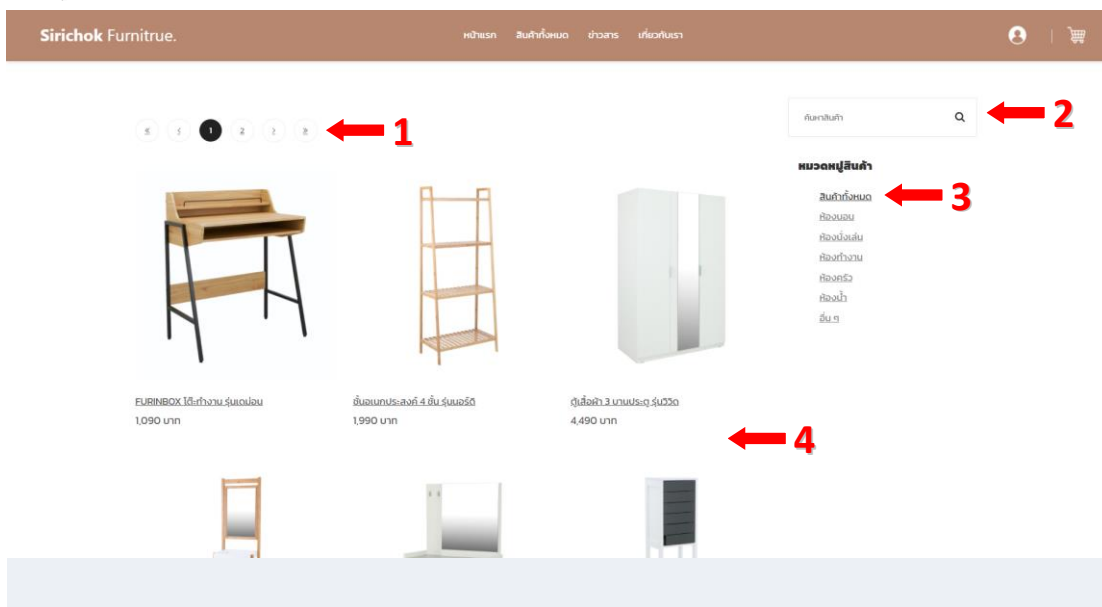 Sirichok Furnitrue.
หน้าแรก สินค้าทั้งหมด ข่าวสาร เกี่ยวกับเรา
« ‹ 1 2 › »
1
ค้นหาสินค้า
2
หมวดหมู่สินค้า
สินค้าทั้งหมด
3
ห้องนอน
ห้องนั่งเล่น
ห้องทำงาน
ห้องครัว
ห้องน้ำ
อื่น ๆ
FURINBOX โต๊ะทำงาน รุ่นเดม่อน
1,090 บาท
ชั้นอเนกประสงค์ 4 ชั้น รุ่นนอร์ดิ
1,990 บาท
ตู้เสื้อผ้า 3 บานประตู รุ่นวิวิด
4,490 บาท
4